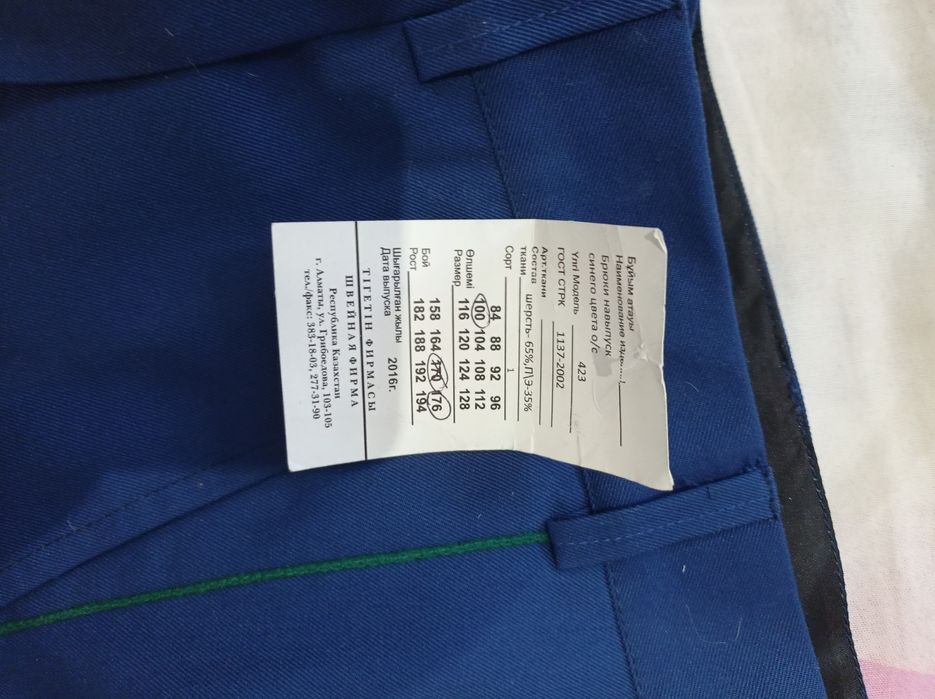 Бұйым атауы
Наименование
Брюки навыпуск
синего цвета о/с
Үлгі Модель 423
ГОСТ СТРК 1137-2002
Арт.ткани
Состав
ткани шерсть- 65%,П\Э-35%
Сорт 1
84 88 92 96
Өлшемі 100 104 108 112
Размер 116 120 124 128
Бой 158 164 170 176
Рост 182 188 192 194
Шығарылған жылы
Дата выпуска 2016г.
ТІГЕТІН ФИРМАСЫ
ШВЕЙНАЯ ФИРМА
Республика Казахстан
г. Алматы, ул. Грибоедова, 103-105
тел./факс: 383-18-03, 277-31-90